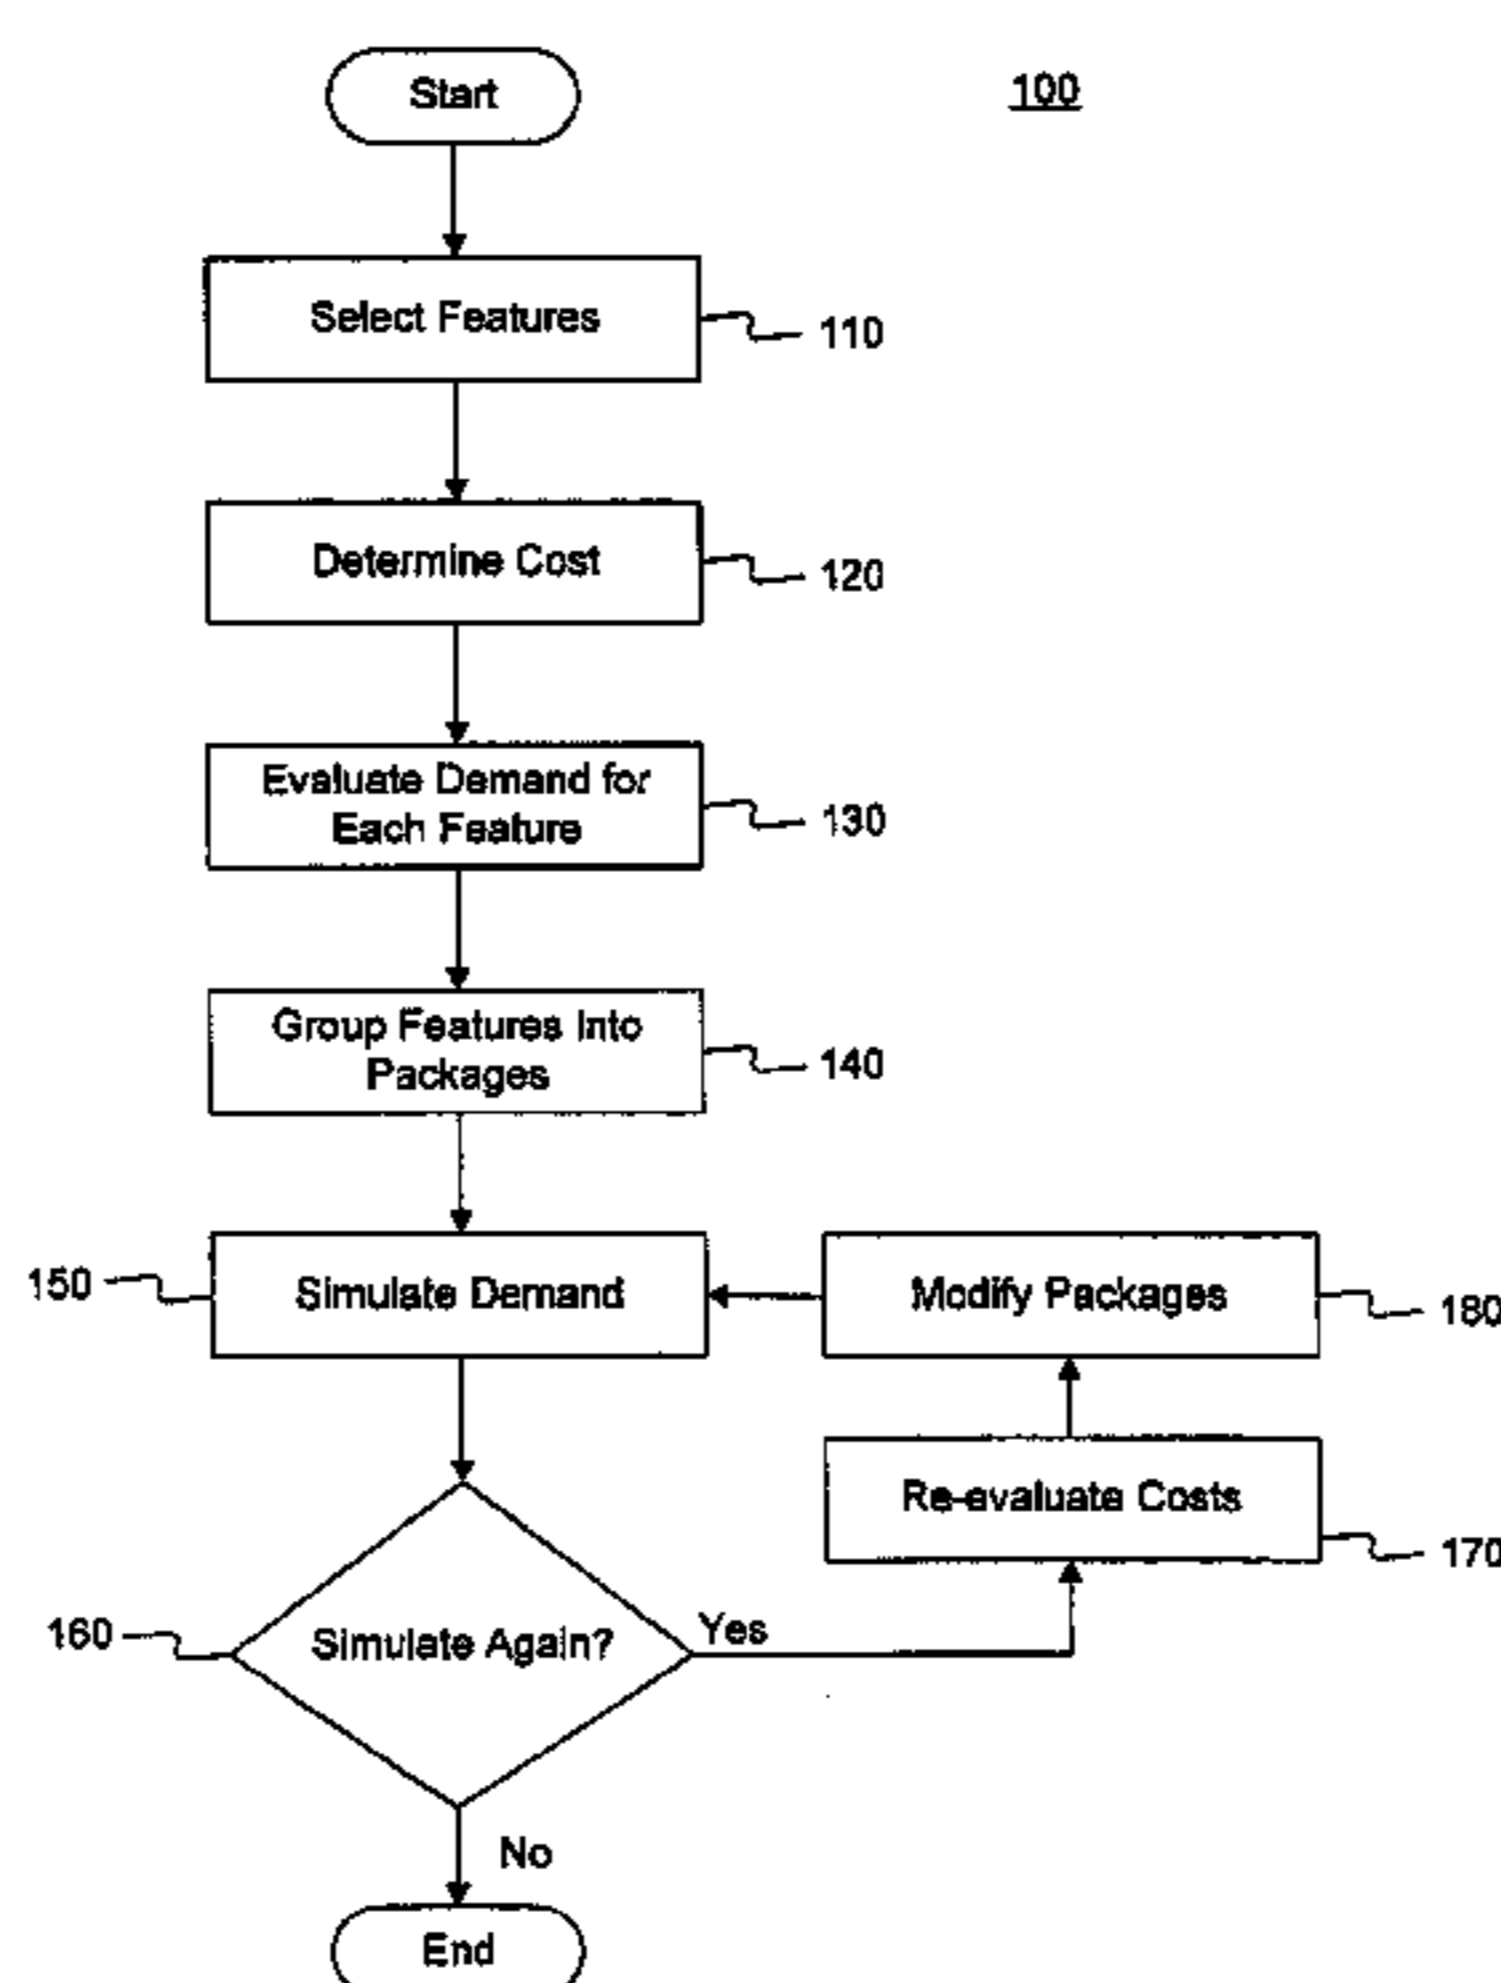 Start
100
Select Features
110
Determine Cost
120
Evaluate Demand for
Each Feature
130
Group Features Into
Packages
140
150
Simulate Demand
Modify Packages
180
Re-evaluate Costs
170
160
Simulate Again?
Yes
No
End